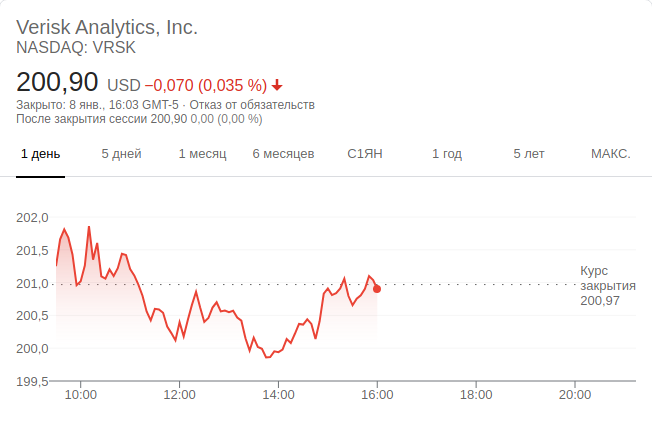 Verisk Analytics, Inc.
NASDAQ: VRSK
200,90 USD −0,070 (0,035 %)
Закрыто: 8 янв., 16:03 GMT-5 · Отказ от обязательств
После закрытия сессии 200,90 0,00 (0,00 %)
1 день 5 дней 1 месяц 6 месяцев С1ЯН 1 год 5 лет МАКС.
202,0
201,5
201,0
200,5
200,0
199,5
Курс
закрытия
200,97
10:00 12:00 14:00 16:00 18:00 20:00